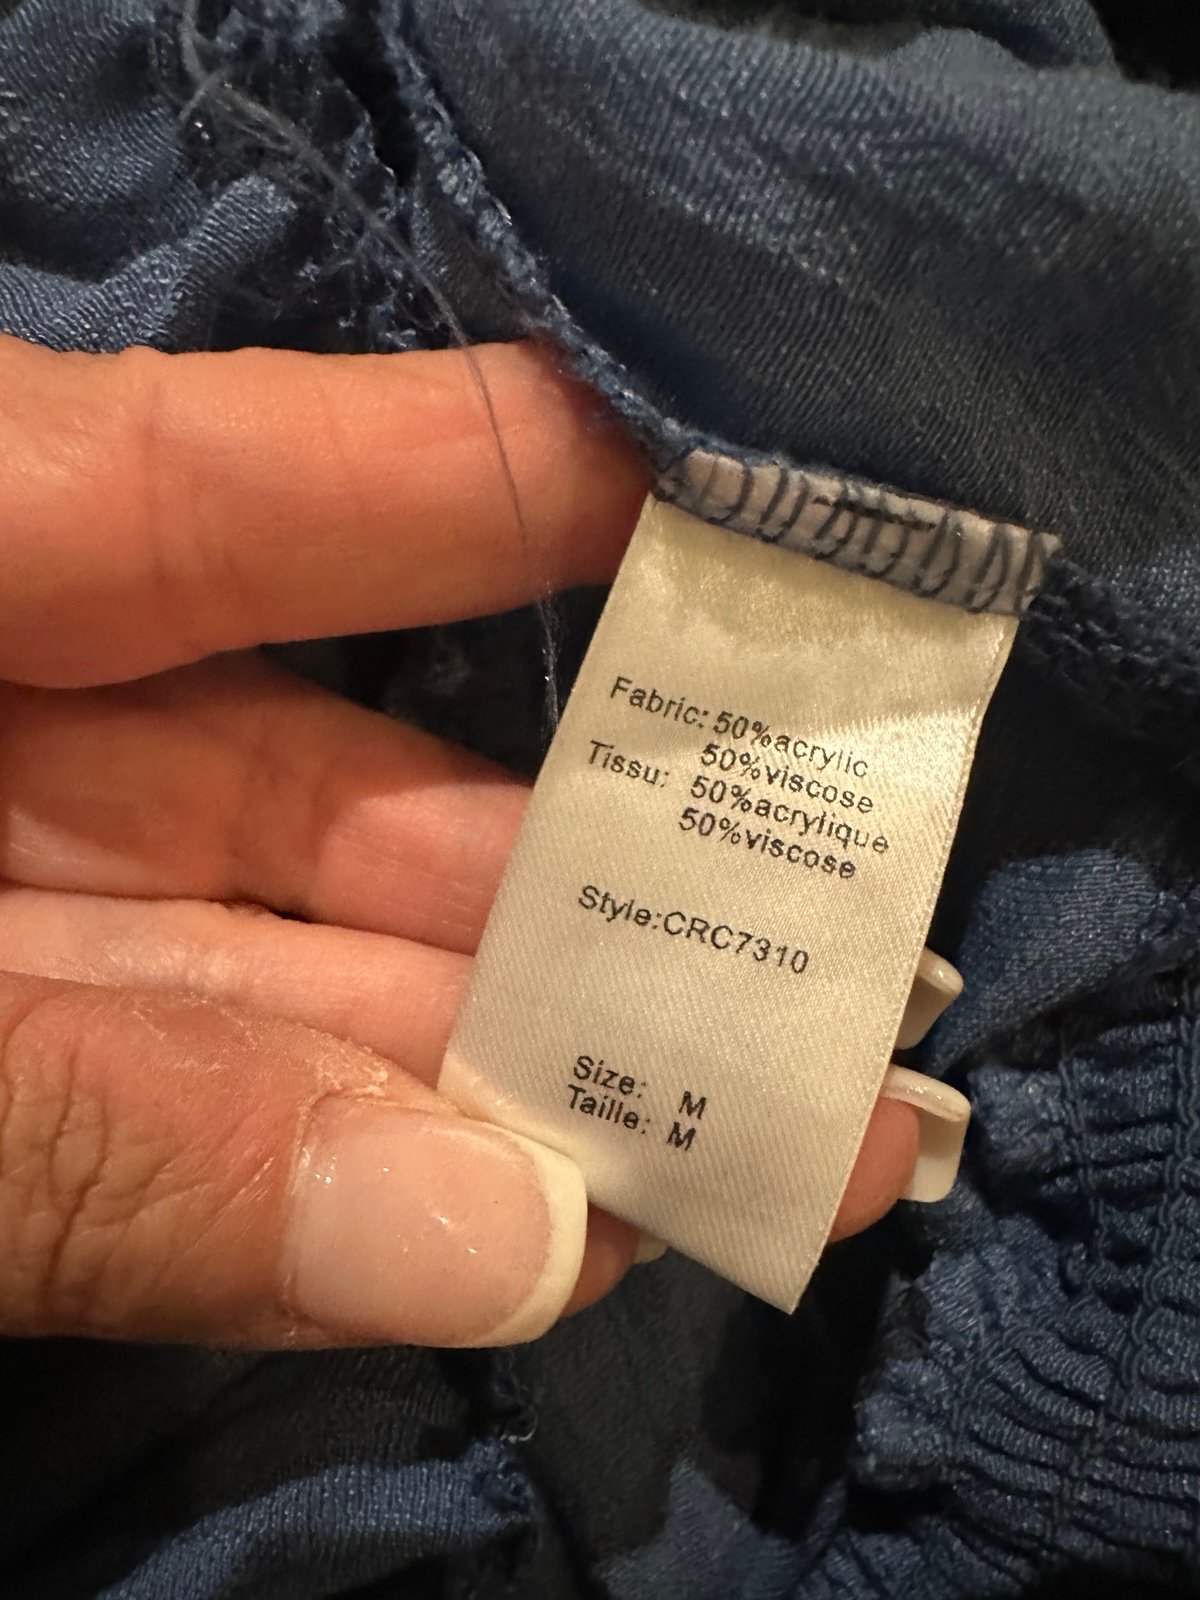 Fabric: 50%acrylic
50%viscose
Tissu: 50%acrylique
50%viscose
Style:CRC7310
Size: M
Taille: M